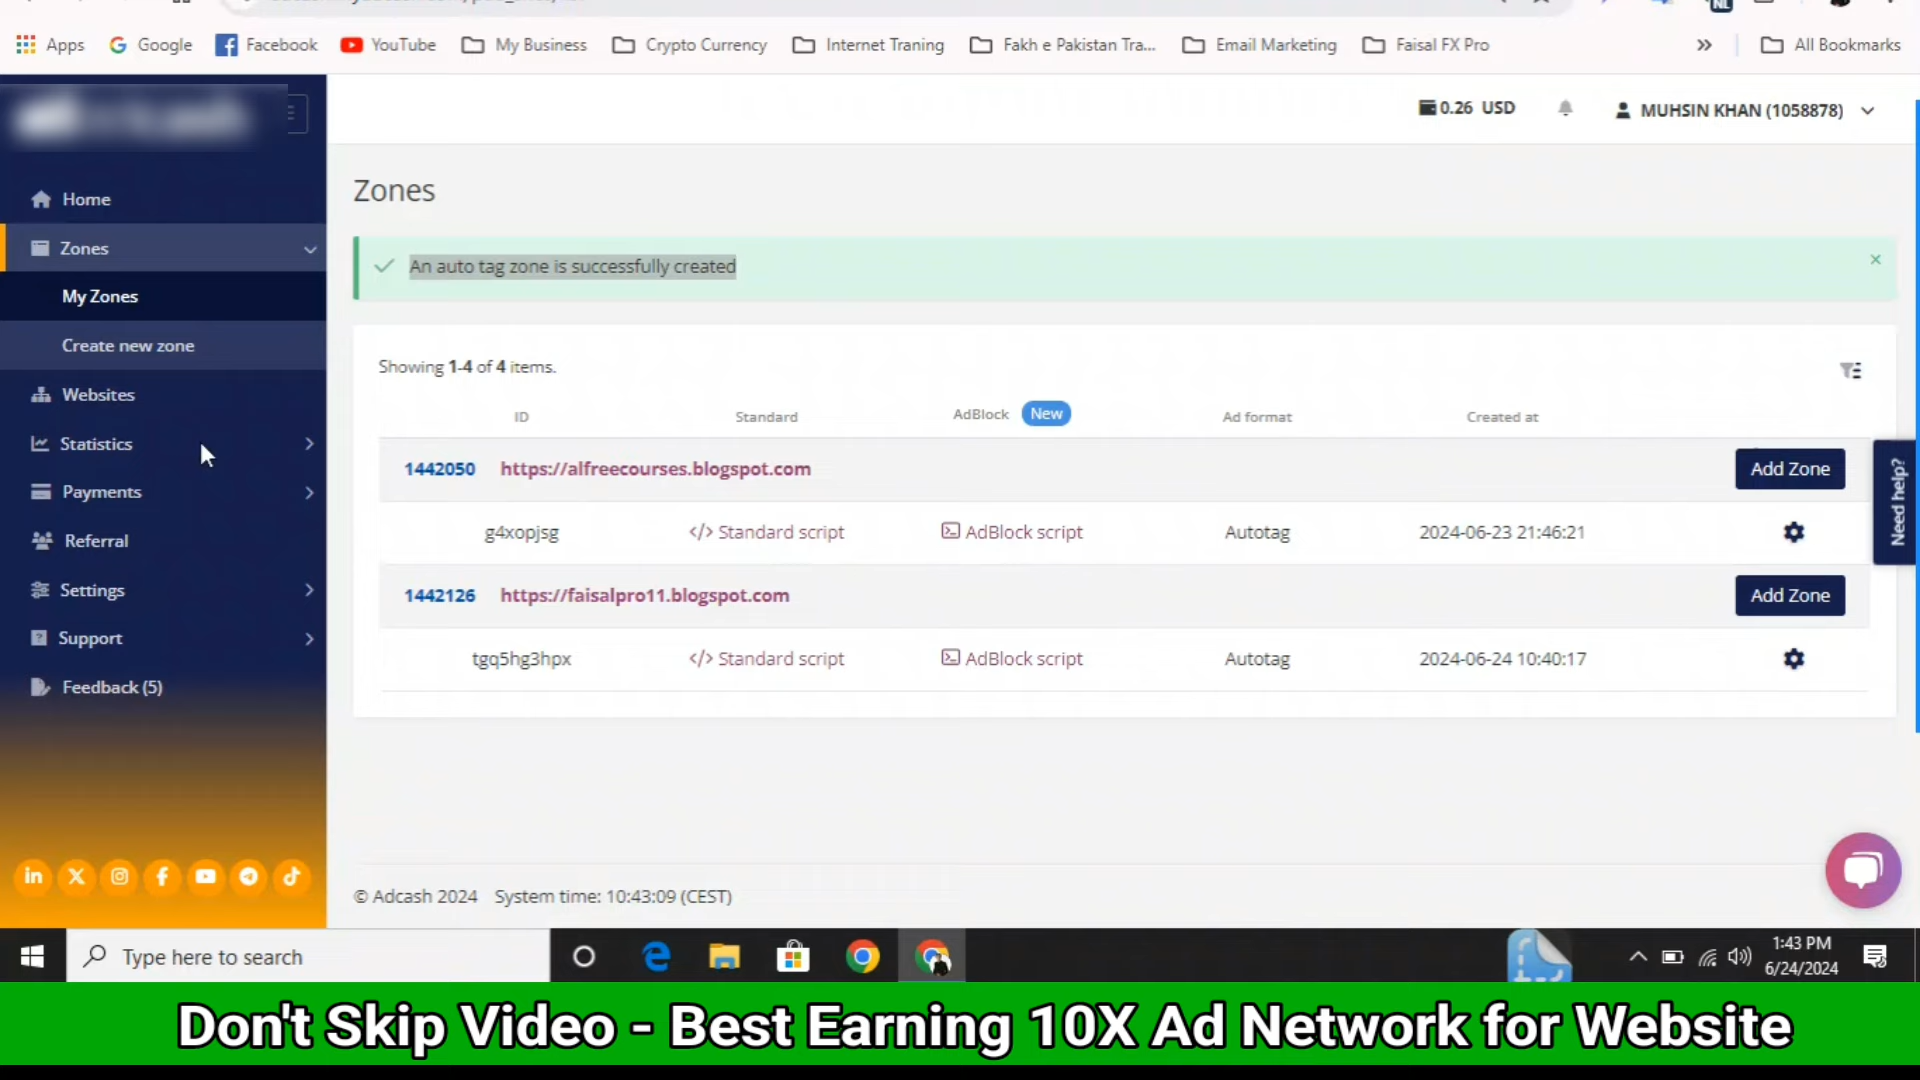 Apps
Google
Facebook
YouTube
My Business
Crypto Currency
Internet Traning
Fakh e Pakistan Tra...
Email Marketing
Faisal FX Pro
»
All Bookmarks
0.26 USD
MUHSIN KHAN (1058878)
Home
Zones
My Zones
Create new zone
Websites
Statistics
Payments
Referral
Settings
Support
Feedback (5)
Zones
An auto tag zone is successfully created
Showing 1-4 of 4 items.
ID Standard AdBlock New Ad format Created at
1442050 https://alfreecourses.blogspot.com Add Zone
g4xopjsg </> Standard script AdBlock script Autotag 2024-06-23 21:46:21
1442126 https://faisalpro11.blogspot.com Add Zone
tgq5hg3hpx </> Standard script AdBlock script Autotag 2024-06-24 10:40:17
Need help?
© Adcash 2024 System time: 10:43:09 (CEST)
Type here to search
1:43 PM
6/24/2024
Don't Skip Video - Best Earning 10X Ad Network for Website